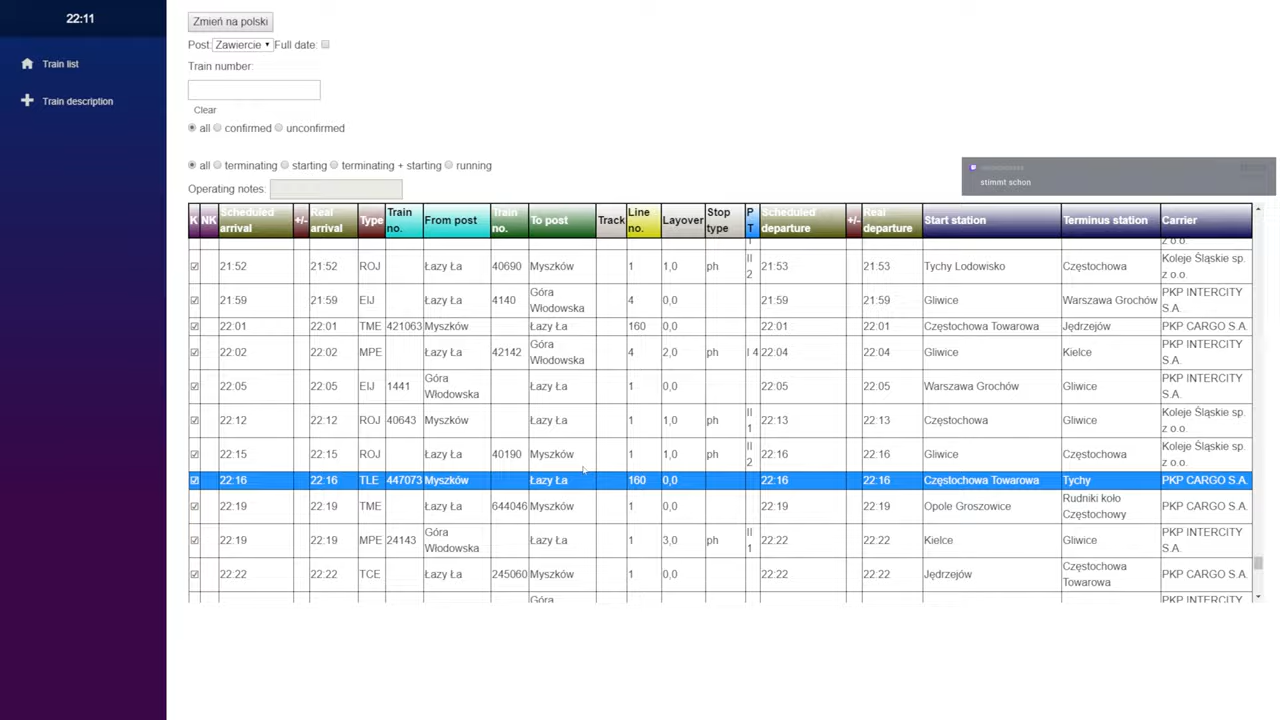 22:11
Train list
Train description
Zmień na polski
Post: Zawiercie Full date:
Train number:
Clear
all confirmed unconfirmed
all terminating starting terminating + starting running
Operating notes:
stimmt schon
K NK Scheduled arrival +/- Real arrival Type Train no. From post Train no. To post Track Line no. Layover Stop type P T Scheduled departure +/- Real departure Start station Terminus station Carrier
z o.o.
21:52 21:52 ROJ Łazy Ła 40690 Myszków 1 1,0 ph II 2 21:53 21:53 Tychy Lodowisko Częstochowa Koleje Śląskie sp. z o.o.
21:59 21:59 EIJ Łazy Ła 4140 Góra Włodowska 4 0,0 21:59 21:59 Gliwice Warszawa Grochów PKP INTERCITY S.A.
22:01 22:01 TME 421063 Myszków Łazy Ła 160 0,0 22:01 22:01 Częstochowa Towarowa Jędrzejów PKP CARGO S.A.
22:02 22:02 MPE Łazy Ła 42142 Góra Włodowska 4 2,0 ph I 4 22:04 22:04 Gliwice Kielce PKP INTERCITY S.A.
22:05 22:05 EIJ 1441 Góra Włodowska Łazy Ła 1 0,0 22:05 22:05 Warszawa Grochów Gliwice PKP INTERCITY S.A.
22:12 22:12 ROJ 40643 Myszków Łazy Ła 1 1,0 ph II 1 22:13 22:13 Częstochowa Gliwice Koleje Śląskie sp. z o.o.
22:15 22:15 ROJ Łazy Ła 40190 Myszków 1 1,0 ph II 2 22:16 22:16 Gliwice Częstochowa Koleje Śląskie sp. z o.o.
22:16 22:16 TLE 447073 Myszków Łazy Ła 160 0,0 22:16 22:16 Częstochowa Towarowa Tychy PKP CARGO S.A.
22:19 22:19 TME Łazy Ła 644046 Myszków 1 0,0 22:19 22:19 Opole Groszowice Rudniki koło Częstochowy PKP CARGO S.A.
22:19 22:19 MPE 24143 Góra Włodowska Łazy Ła 1 3,0 ph II 1 22:22 22:22 Kielce Gliwice PKP INTERCITY S.A.
22:22 22:22 TCE Łazy Ła 245060 Myszków 1 0,0 22:22 22:22 Jędrzejów Częstochowa Towarowa PKP CARGO S.A.
Góra PKP INTERCITY